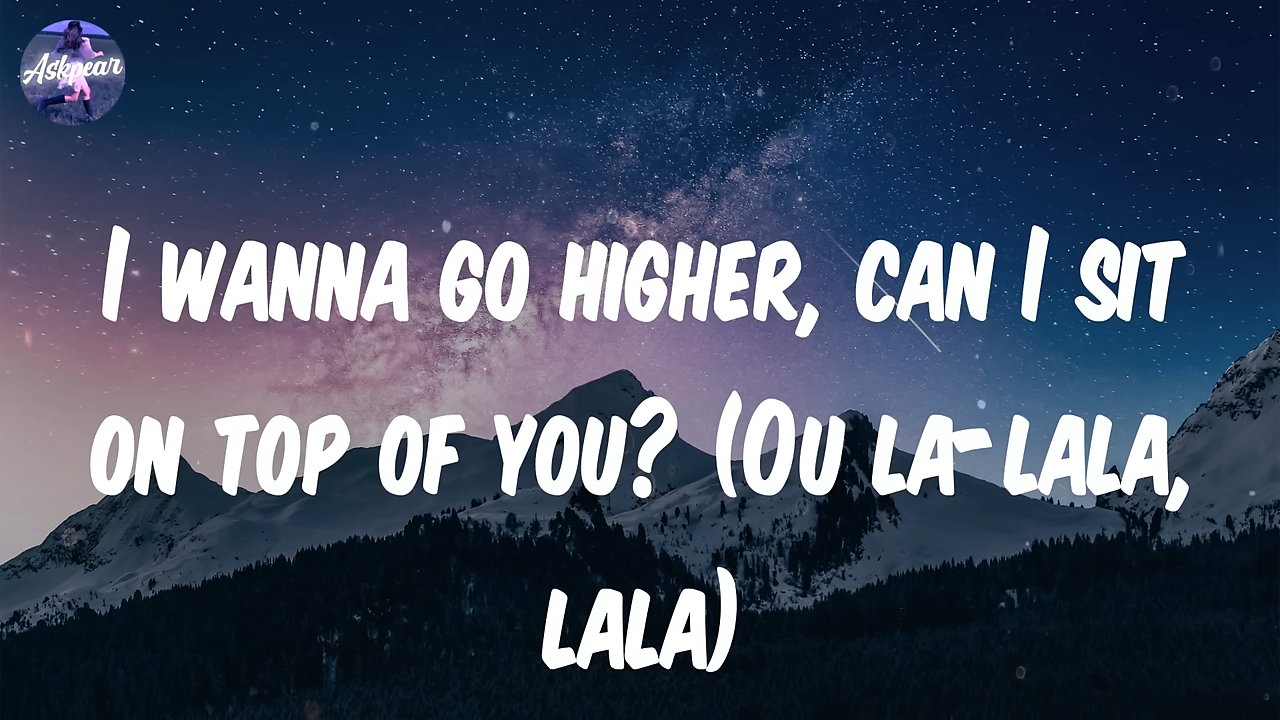 Askpear
I WANNA GO HIGHER, CAN I SIT
ON TOP OF YOU? (OU LA-LALA,
LALA)